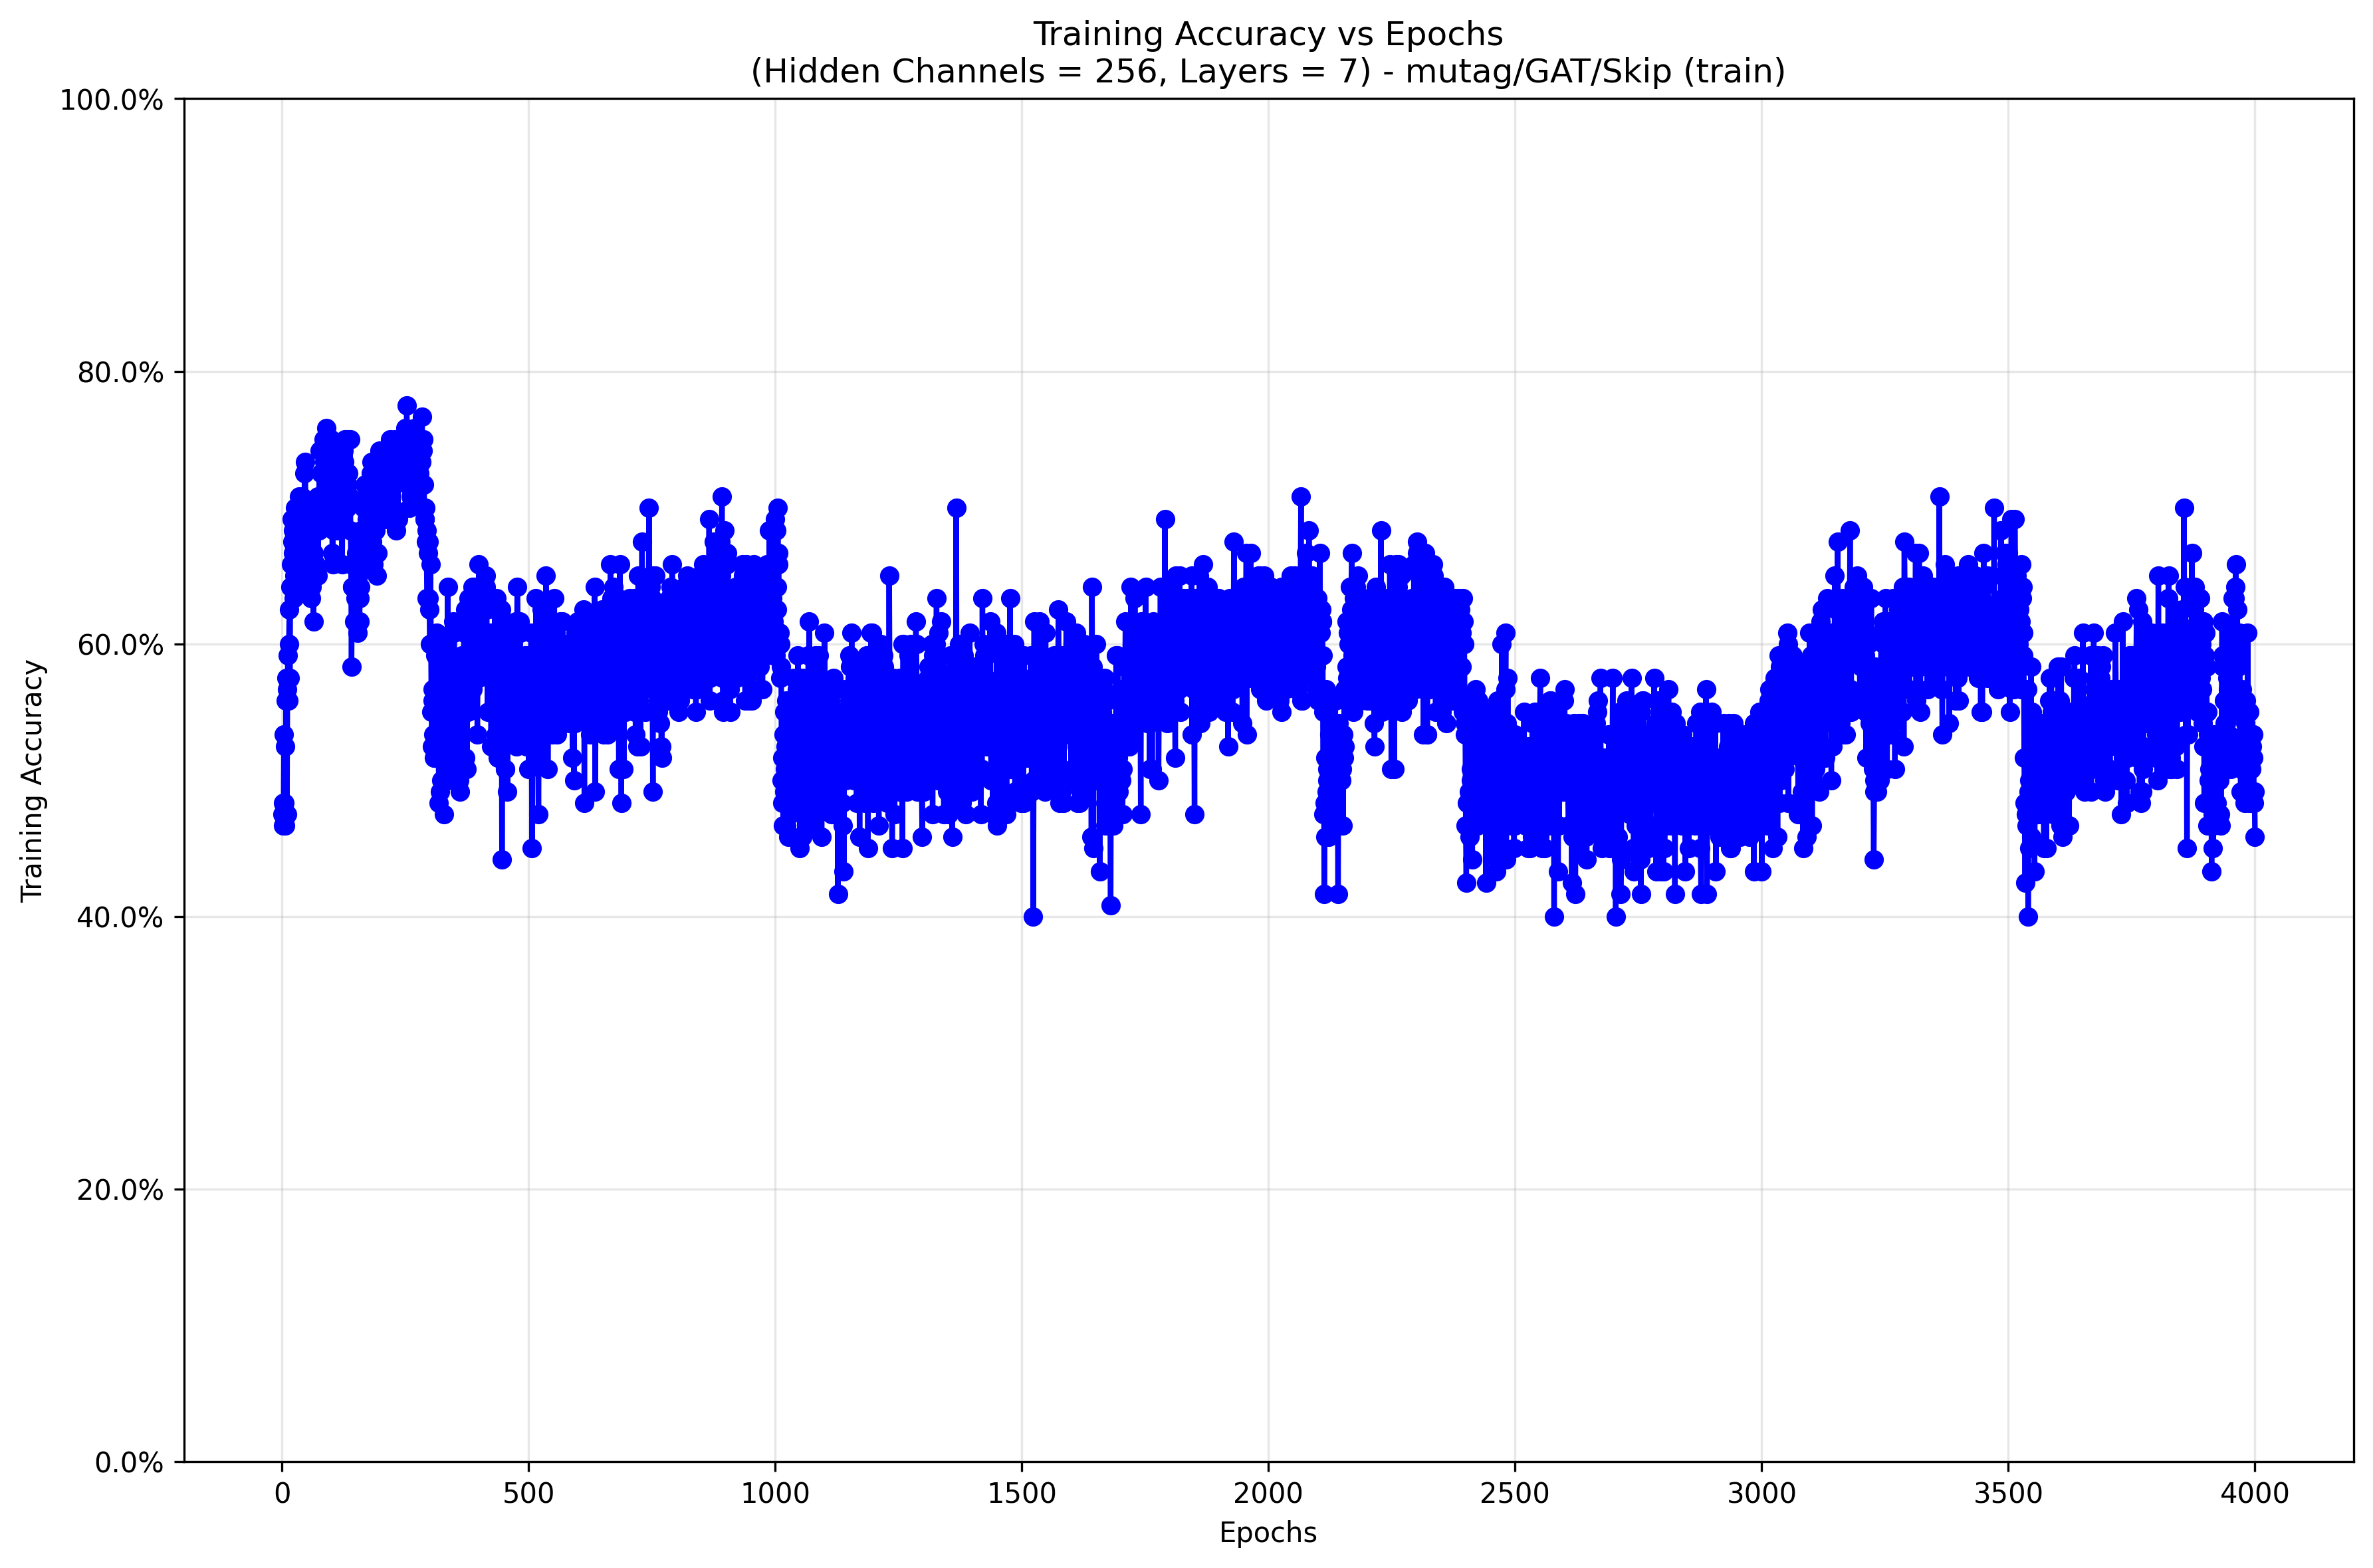 Training Accuracy vs Epochs
(Hidden Channels = 256, Layers = 7) - mutag/GAT/Skip (train)
100.0%
80.0%
60.0%
40.0%
20.0%
0.0%
Training Accuracy
0 500 1000 1500 2000 2500 3000 3500 4000
Epochs